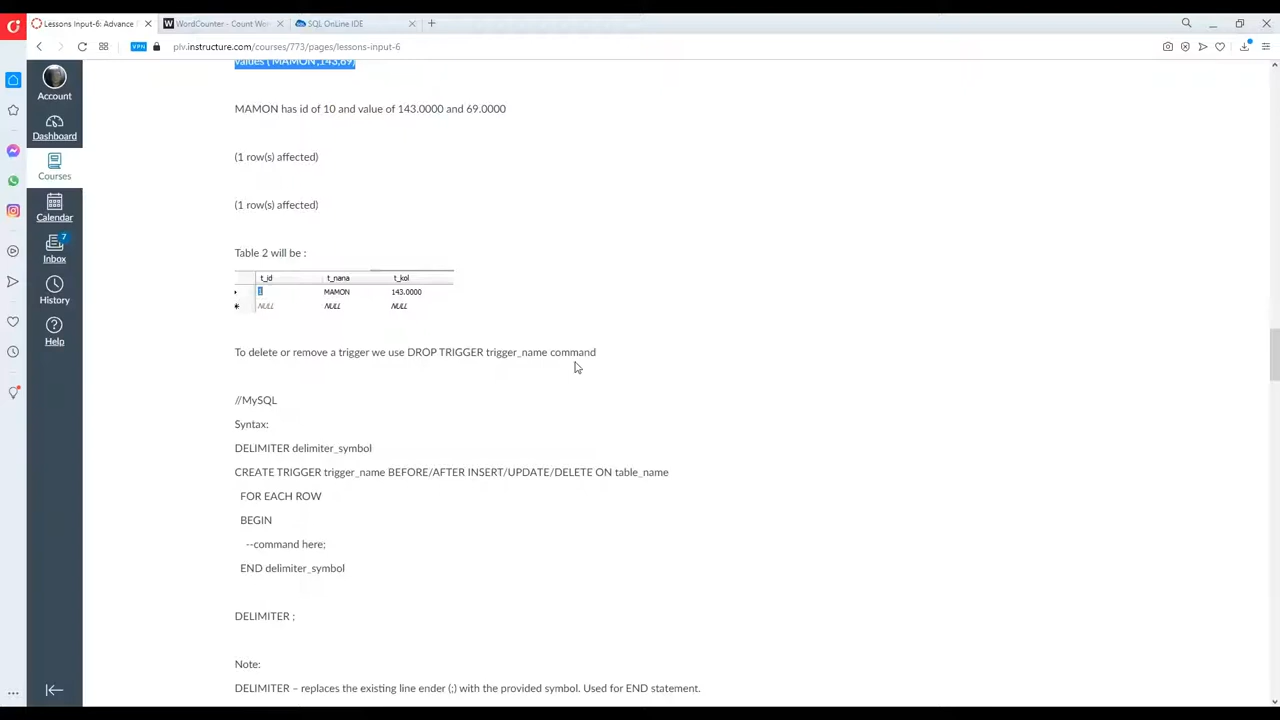 Lessons Input-6: Advance
WordCounter - Count Wor
SQL OnLine IDE
VPN
plv.instructure.com/courses/773/pages/lessons-input-6
values ('MAMON',143,69)
Account
MAMON has id of 10 and value of 143.0000 and 69.0000
Dashboard
(1 row(s) affected)
Courses
(1 row(s) affected)
Calendar
7
Inbox
Table 2 will be :
t_id t_nana t_kol
1 MAMON 143.0000
NULL NULL NULL
History
Help
To delete or remove a trigger we use DROP TRIGGER trigger_name command
//MySQL
Syntax:
DELIMITER delimiter_symbol
CREATE TRIGGER trigger_name BEFORE/AFTER INSERT/UPDATE/DELETE ON table_name
FOR EACH ROW
BEGIN
--command here;
END delimiter_symbol
DELIMITER ;
Note:
DELIMITER – replaces the existing line ender (;) with the provided symbol. Used for END statement.